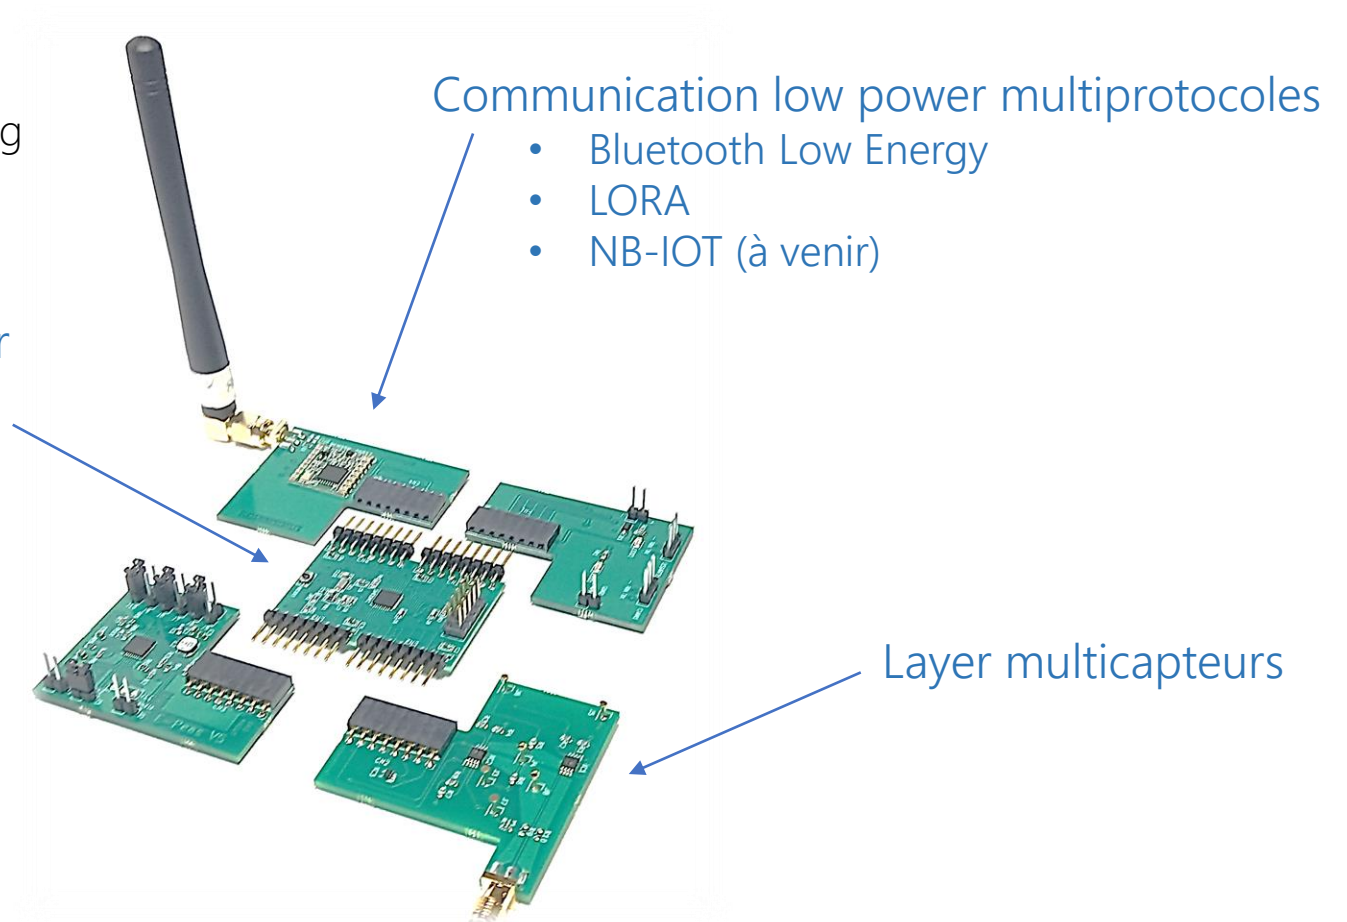 Communication low power multiprotocoles
g
• Bluetooth Low Energy
• LORA
• NB-IOT (à venir)
r
Layer multicapteurs